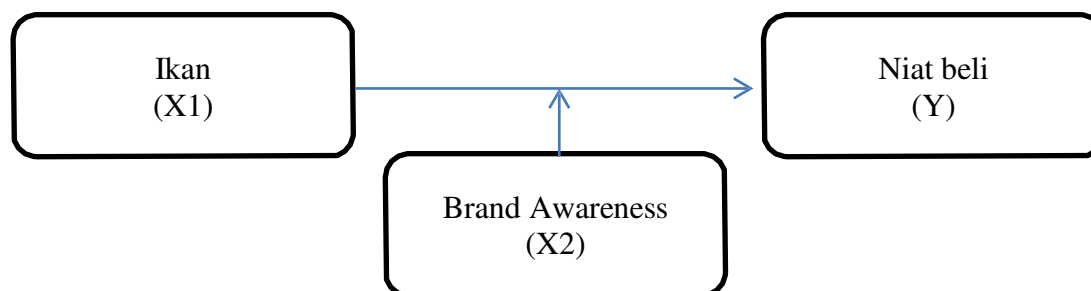 Ikan
(X1)
Niat beli
(Y)
Brand Awareness
(X2)